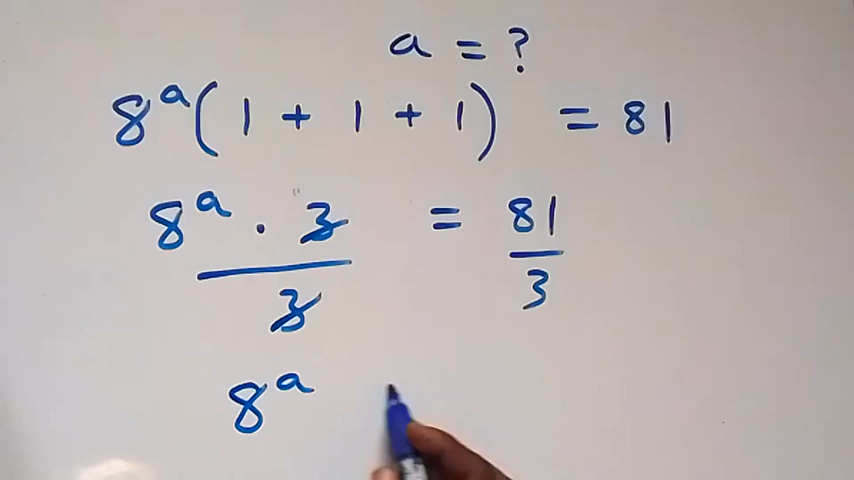 a = ?
8^a(1 + 1 + 1) = 81
8^a · 3 = 81
3 3
8^a